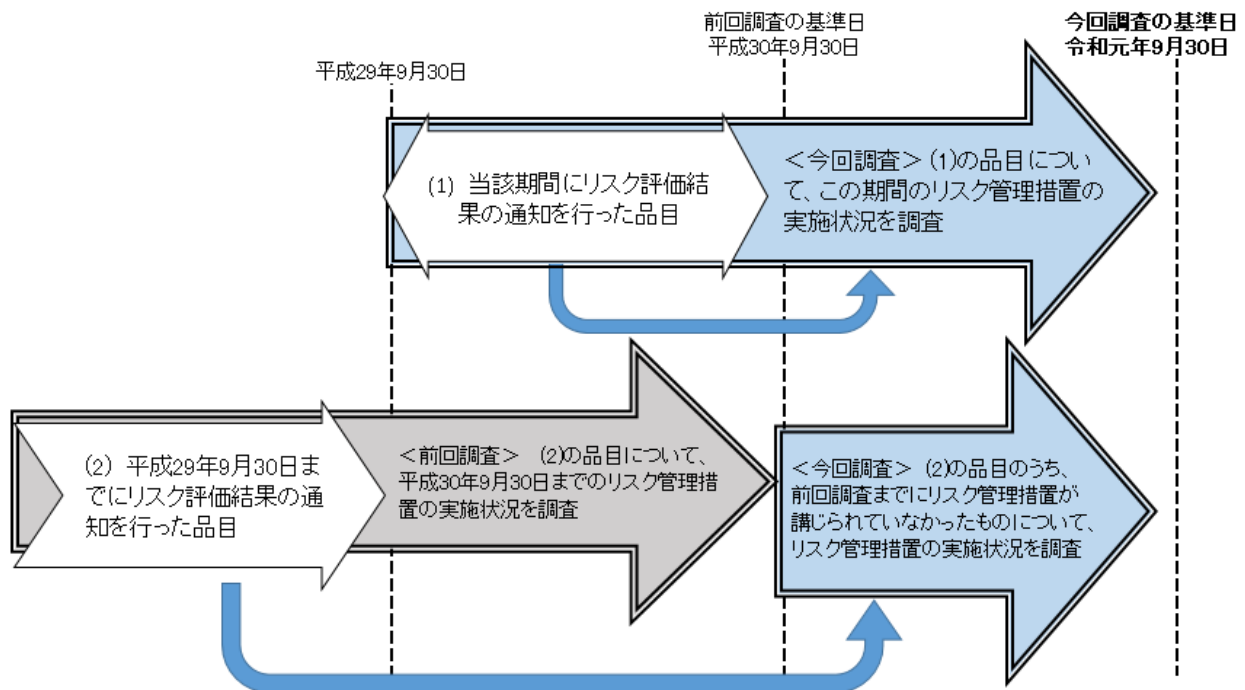 前回調査の基準日
平成30年9月30日
今回調査の基準日
令和元年9月30日
平成29年9月30日
(1) 当該期間にリスク評価結
果の通知を行った品目
＜今回調査＞(1)の品目につい
て、この期間のリスク管理措置の
実施状況を調査
(2) 平成29年9月30日ま
でにリスク評価結果の通
知を行った品目
＜前回調査＞ (2)の品目について、
平成30年9月30日までのリスク管理措
置の実施状況を調査
＜今回調査＞(2)の品目のうち、
前回調査までにリスク管理措置が
講じられていなかったものについて、
リスク管理措置の実施状況を調査